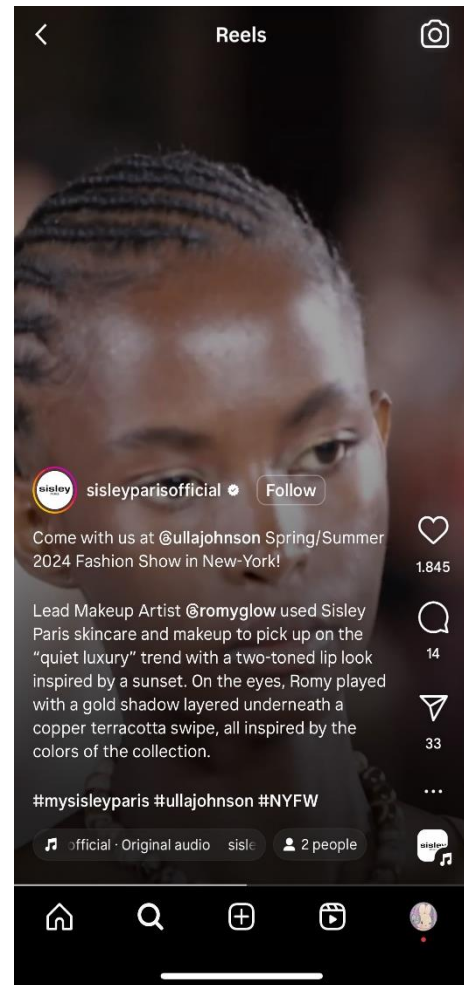 Reels
sisley
PARIS
sisleyparisofficial
Follow
Come with us at @ullajohnson Spring/Summer
2024 Fashion Show in New-York!
Lead Makeup Artist @romyglow used Sisley
Paris skincare and makeup to pick up on the
“quiet luxury” trend with a two-toned lip look
inspired by a sunset. On the eyes, Romy played
with a gold shadow layered underneath a
copper terracotta swipe, all inspired by the
colors of the collection.
#mysisleyparis #ullajohnson #NYFW
official · Original audio sisle
2 people
1.845
14
33
sisley